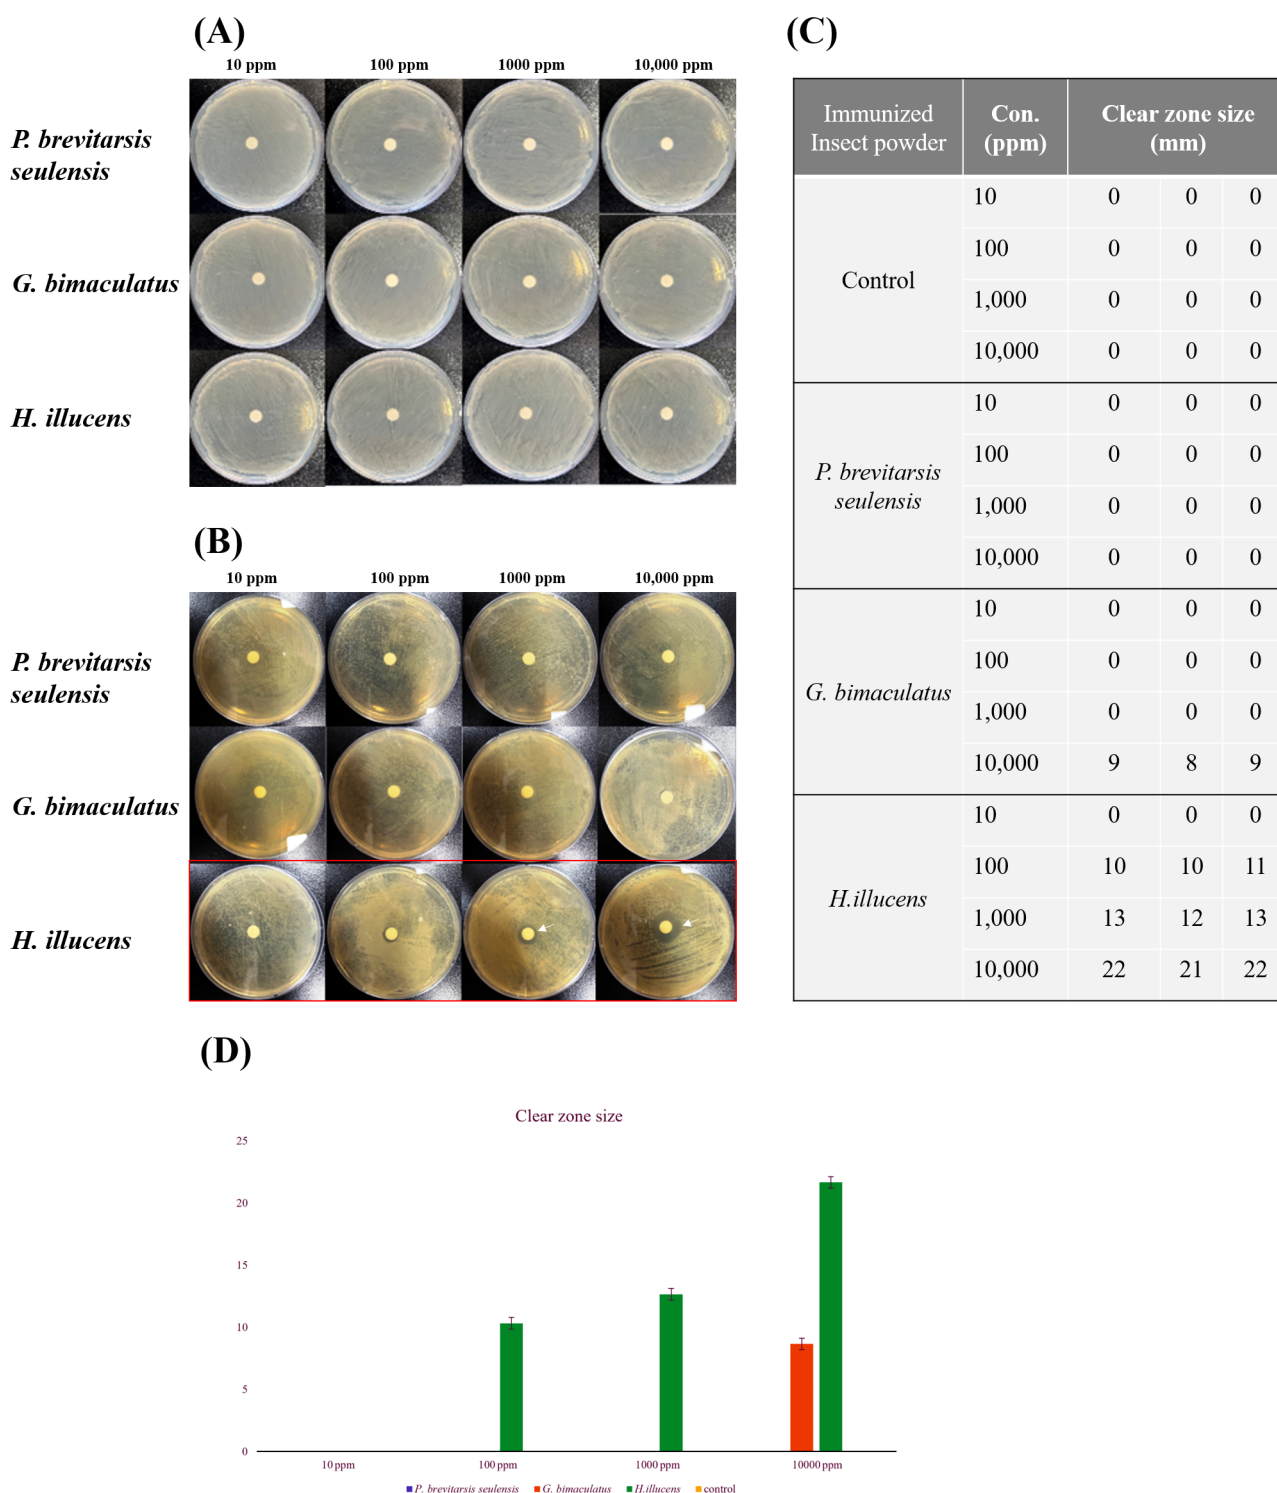 (A)
10 ppm 100 ppm 1000 ppm 10,000 ppm
P. brevitarsis
seulensis
G. bimaculatus
H. illucens
(B)
10 ppm 100 ppm 1000 ppm 10,000 ppm
P. brevitarsis
seulensis
G. bimaculatus
H. illucens
(C)
Immunized
Insect powder
Con.
(ppm)
Clear zone size
(mm)
Control
10 0 0 0
100 0 0 0
1,000 0 0 0
10,000 0 0 0
P. brevitarsis
seulensis
10 0 0 0
100 0 0 0
1,000 0 0 0
10,000 0 0 0
G. bimaculatus
10 0 0 0
100 0 0 0
1,000 0 0 0
10,000 9 8 9
H.illucens
10 0 0 0
100 10 10 11
1,000 13 12 13
10,000 22 21 22
(D)
Clear zone size
25
20
15
10
5
0
10 ppm 100 ppm 1000 ppm 10000 ppm
P. brevitarsis seulensis G. bimaculatus H.illucens control